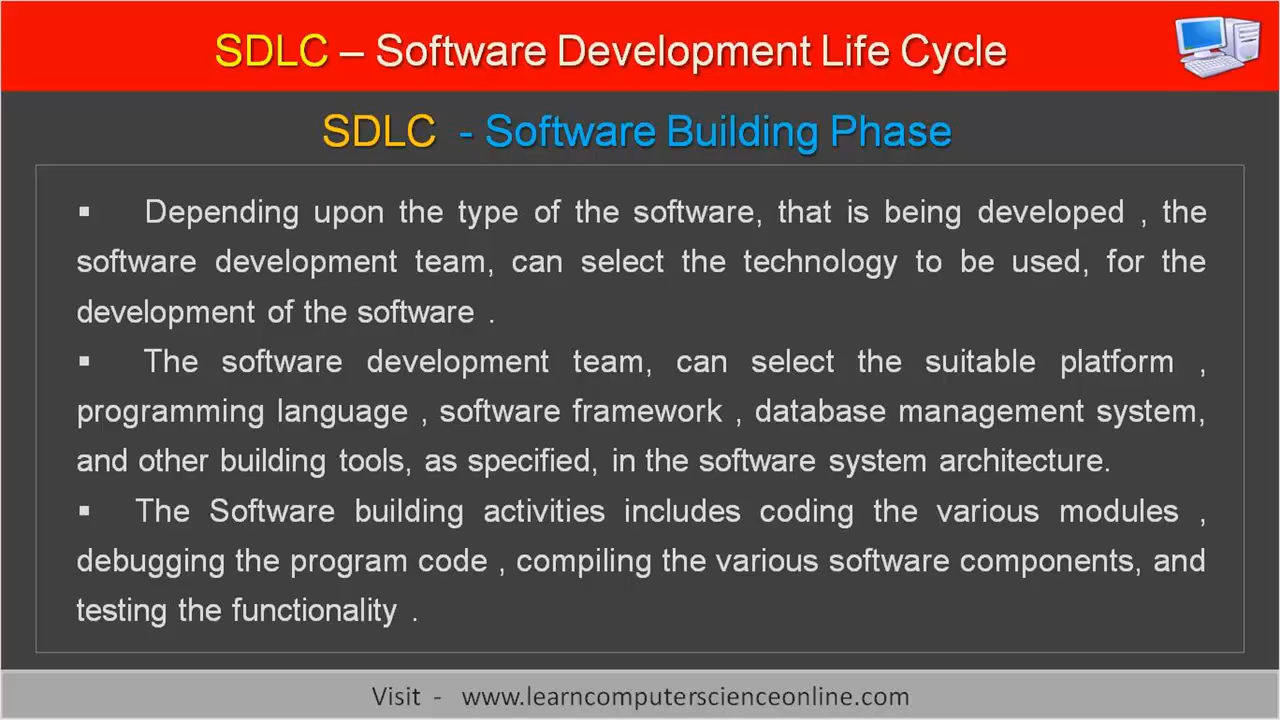 SDLC – Software Development Life Cycle
SDLC - Software Building Phase
▪ Depending upon the type of the software, that is being developed , the
software development team, can select the technology to be used, for the
development of the software .
▪ The software development team, can select the suitable platform ,
programming language , software framework , database management system,
and other building tools, as specified, in the software system architecture.
▪ The Software building activities includes coding the various modules ,
debugging the program code , compiling the various software components, and
testing the functionality .
Visit - www.learncomputerscienceonline.com